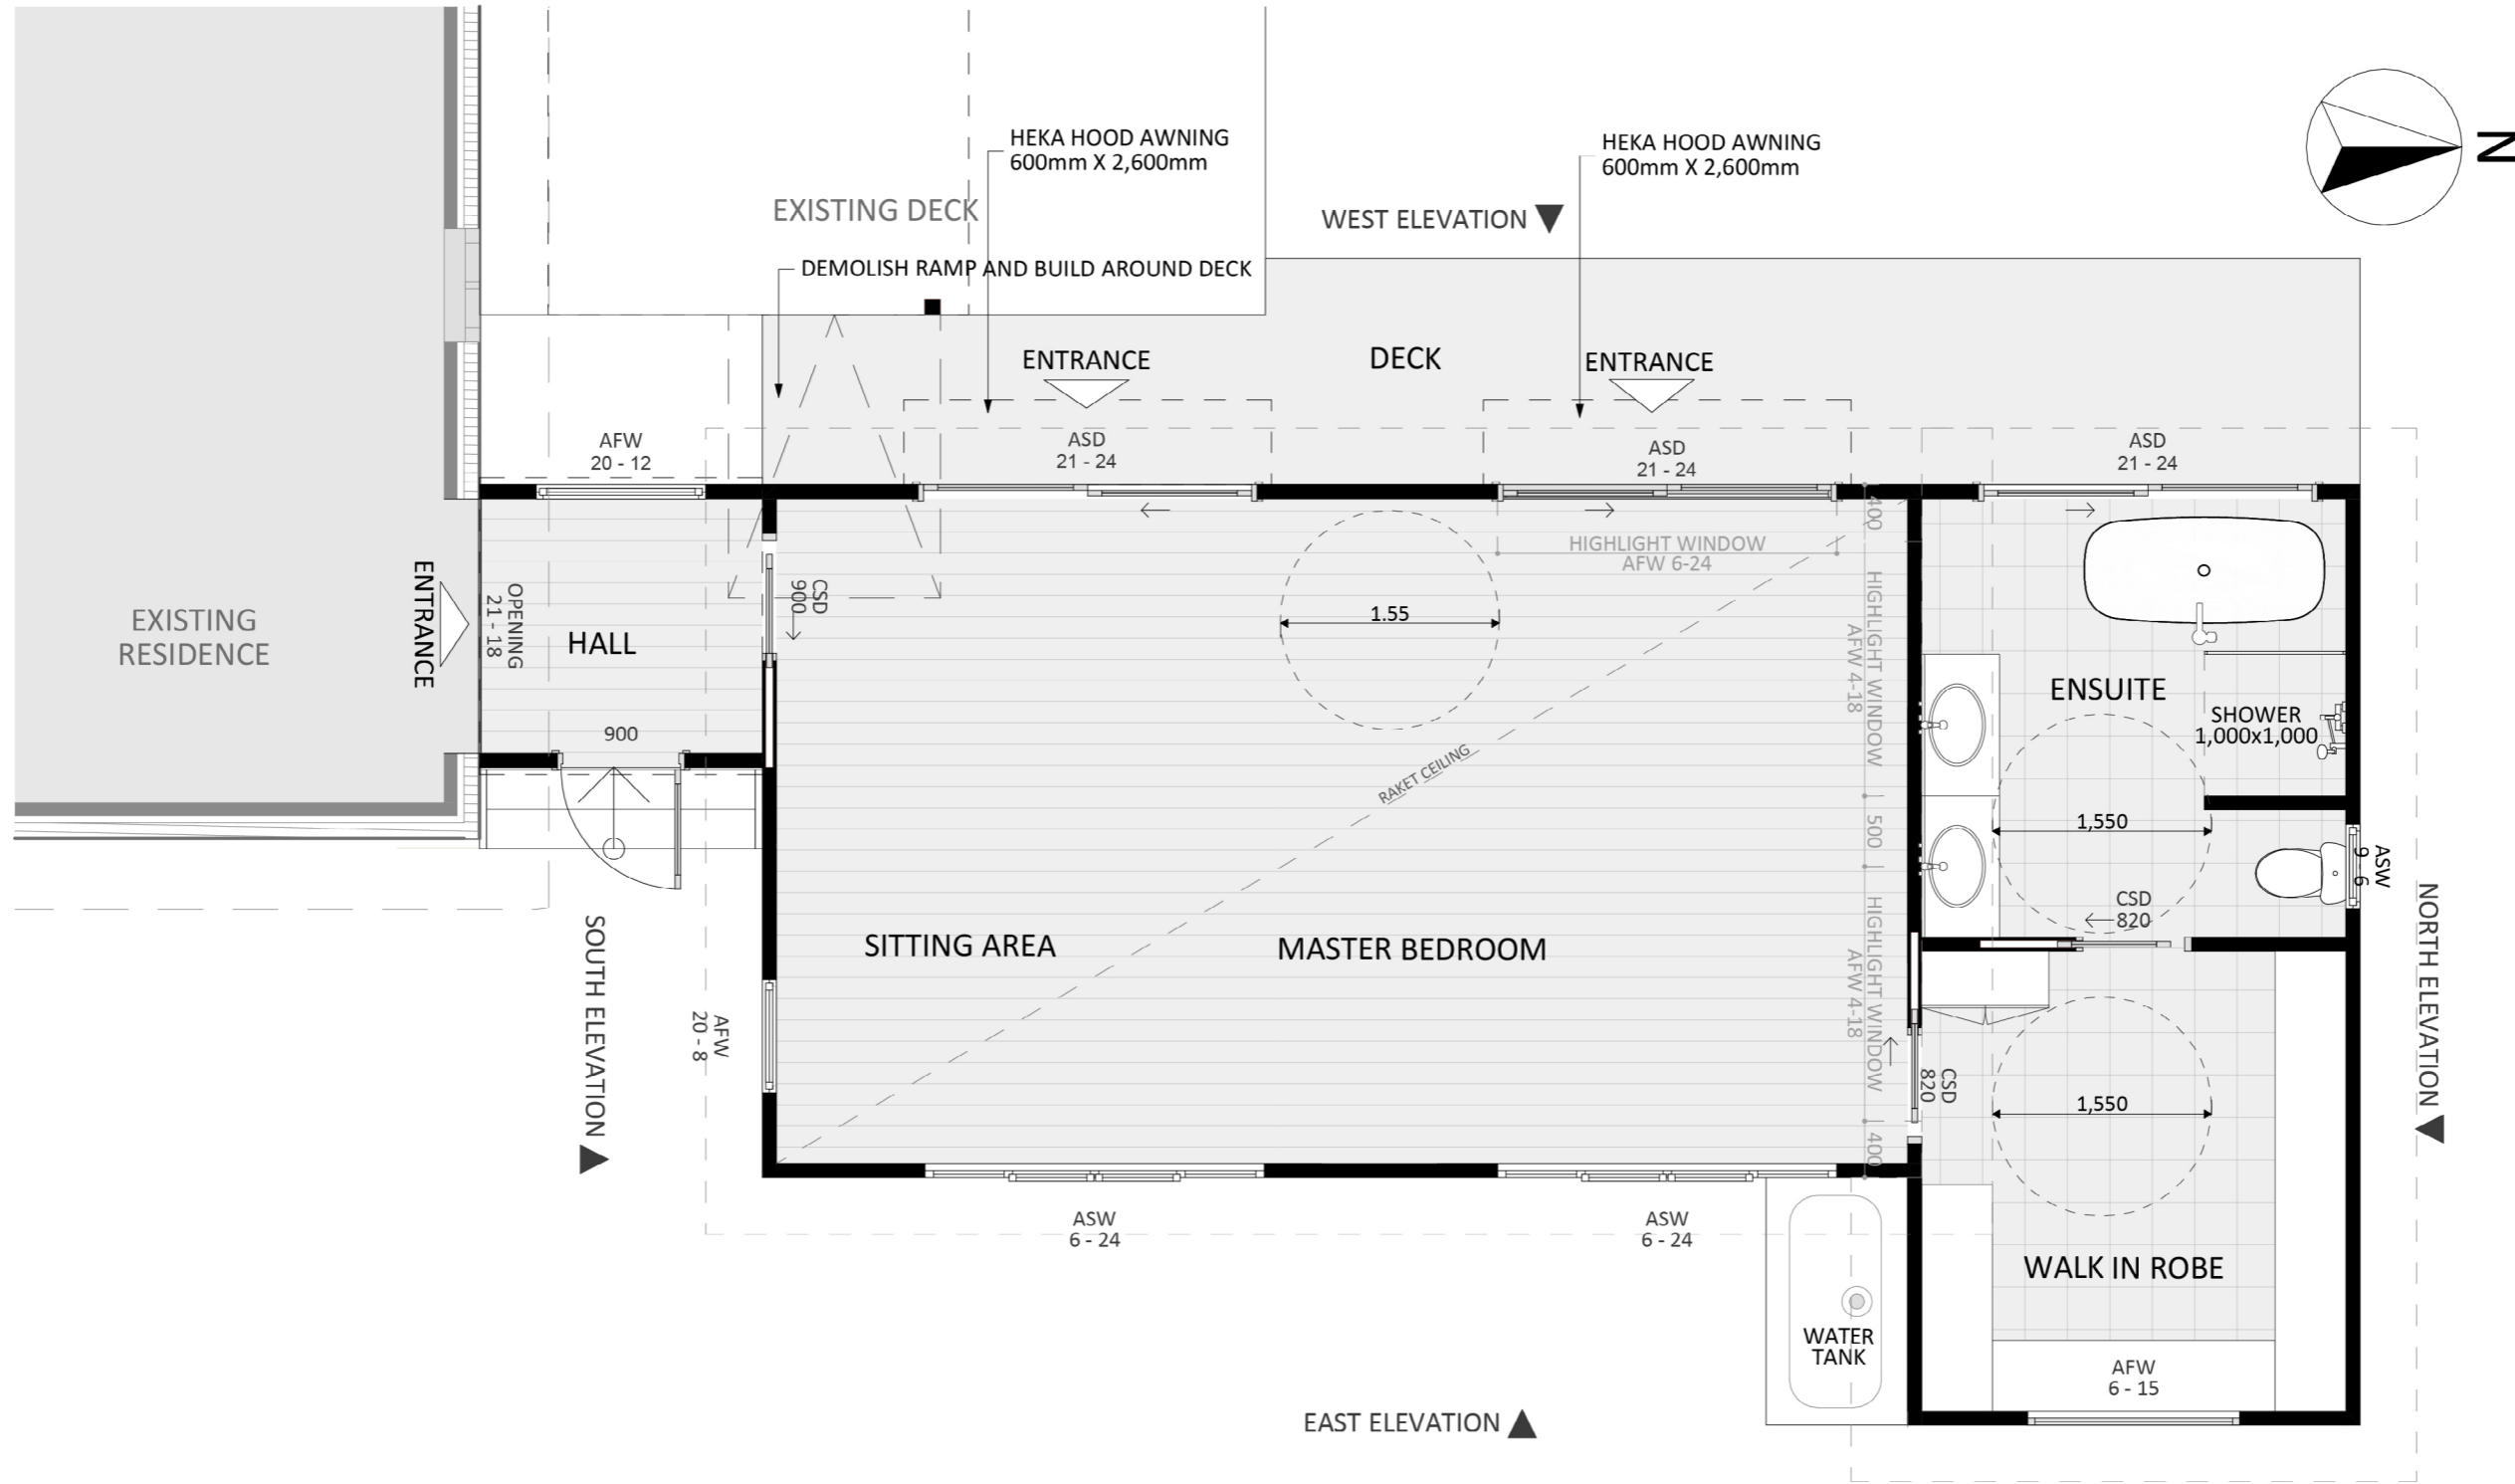 N
HEKA HOOD AWNING
600mm X 2,600mm
HEKA HOOD AWNING
600mm X 2,600mm
EXISTING DECK
WEST ELEVATION
DEMOLISH RAMP AND BUILD AROUND DECK
ENTRANCE
DECK
ENTRANCE
AFW
20 - 12
ASD
21 - 24
ASD
21 - 24
ASD
21 - 24
EXISTING
RESIDENCE
ENTRANCE
OPENING
21 - 18
HALL
900
CSD
900
1.55
HIGHLIGHT WINDOW
AFW 6-24
400
HIGHLIGHT WINDOW
AFW 4-18
500
HIGHLIGHT WINDOW
AFW 4-18
400
RAKET CEILING
ENSUITE
SHOWER
1,000x1,000
1,550
CSD
820
ASW
9 6
SITTING AREA
MASTER BEDROOM
SOUTH ELEVATION
AFW
20 - 8
CSD
820
1,550
NORTH ELEVATION
ASW
6 - 24
ASW
6 - 24
WALK IN ROBE
WATER
TANK
AFW
6 - 15
EAST ELEVATION